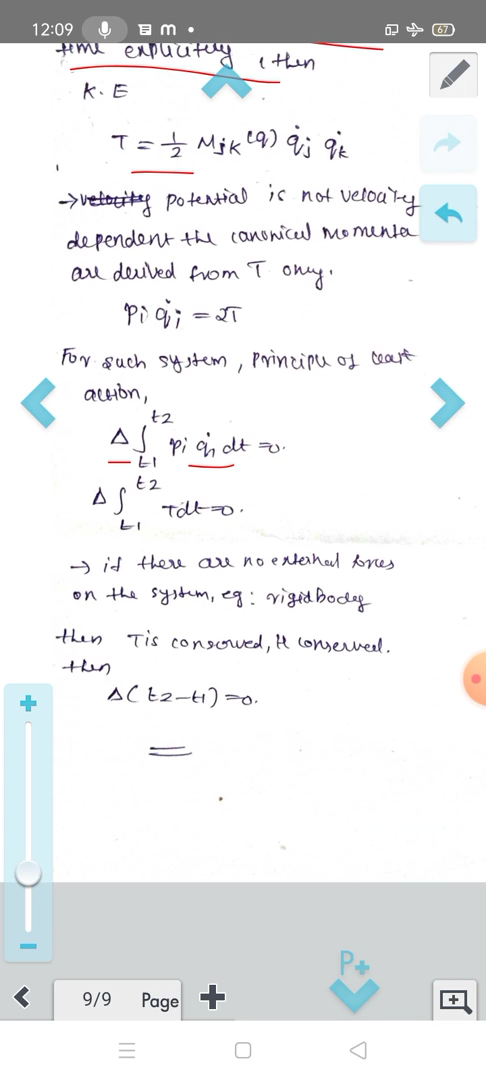 12:09
67
time explicitely, then
K.E
T = 1/2 Mjk(q) q̇j q̇k
→ velocity potential is not velocity
dependent the canonical momenta
are derived from T only.
Pi q̇i = 2T
For such system, principle of least
action,
Δ ∫t1^t2 Pi q̇i dt = 0.
Δ ∫t1^t2 T dt = 0.
→ if there are no external forces
on the system, eg: rigid body
then T is conserved, H conserved.
then
Δ(t2-t1) = 0.
P+
9/9 Page